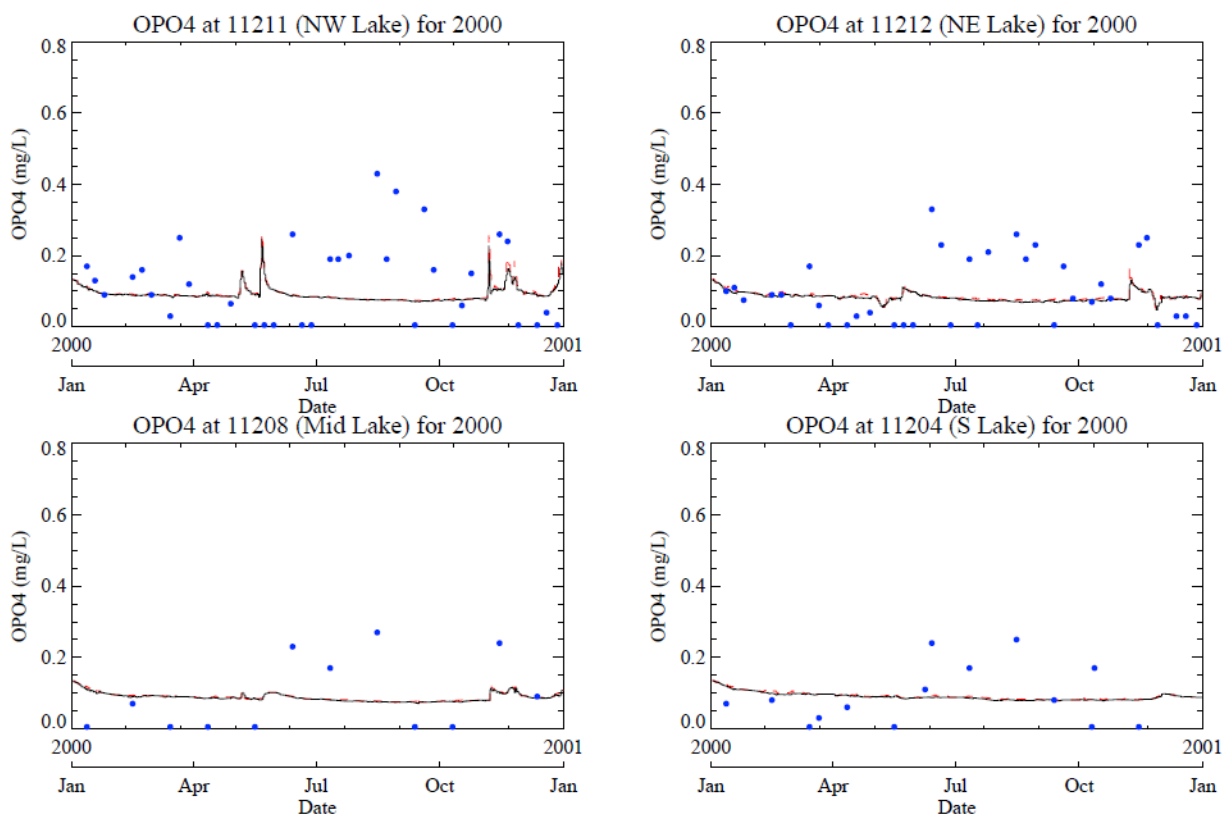 OPO4 at 11211 (NW Lake) for 2000
0.8
0.6
0.4
0.2
0.0
OPO4 (mg/L)
2000 2001
Jan Apr Jul Oct Jan
Date
OPO4 at 11212 (NE Lake) for 2000
0.8
0.6
0.4
0.2
0.0
OPO4 (mg/L)
2000 2001
Jan Apr Jul Oct Jan
Date
OPO4 at 11208 (Mid Lake) for 2000
0.8
0.6
0.4
0.2
0.0
OPO4 (mg/L)
2000 2001
Jan Apr Jul Oct Jan
Date
OPO4 at 11204 (S Lake) for 2000
0.8
0.6
0.4
0.2
0.0
OPO4 (mg/L)
2000 2001
Jan Apr Jul Oct Jan
Date